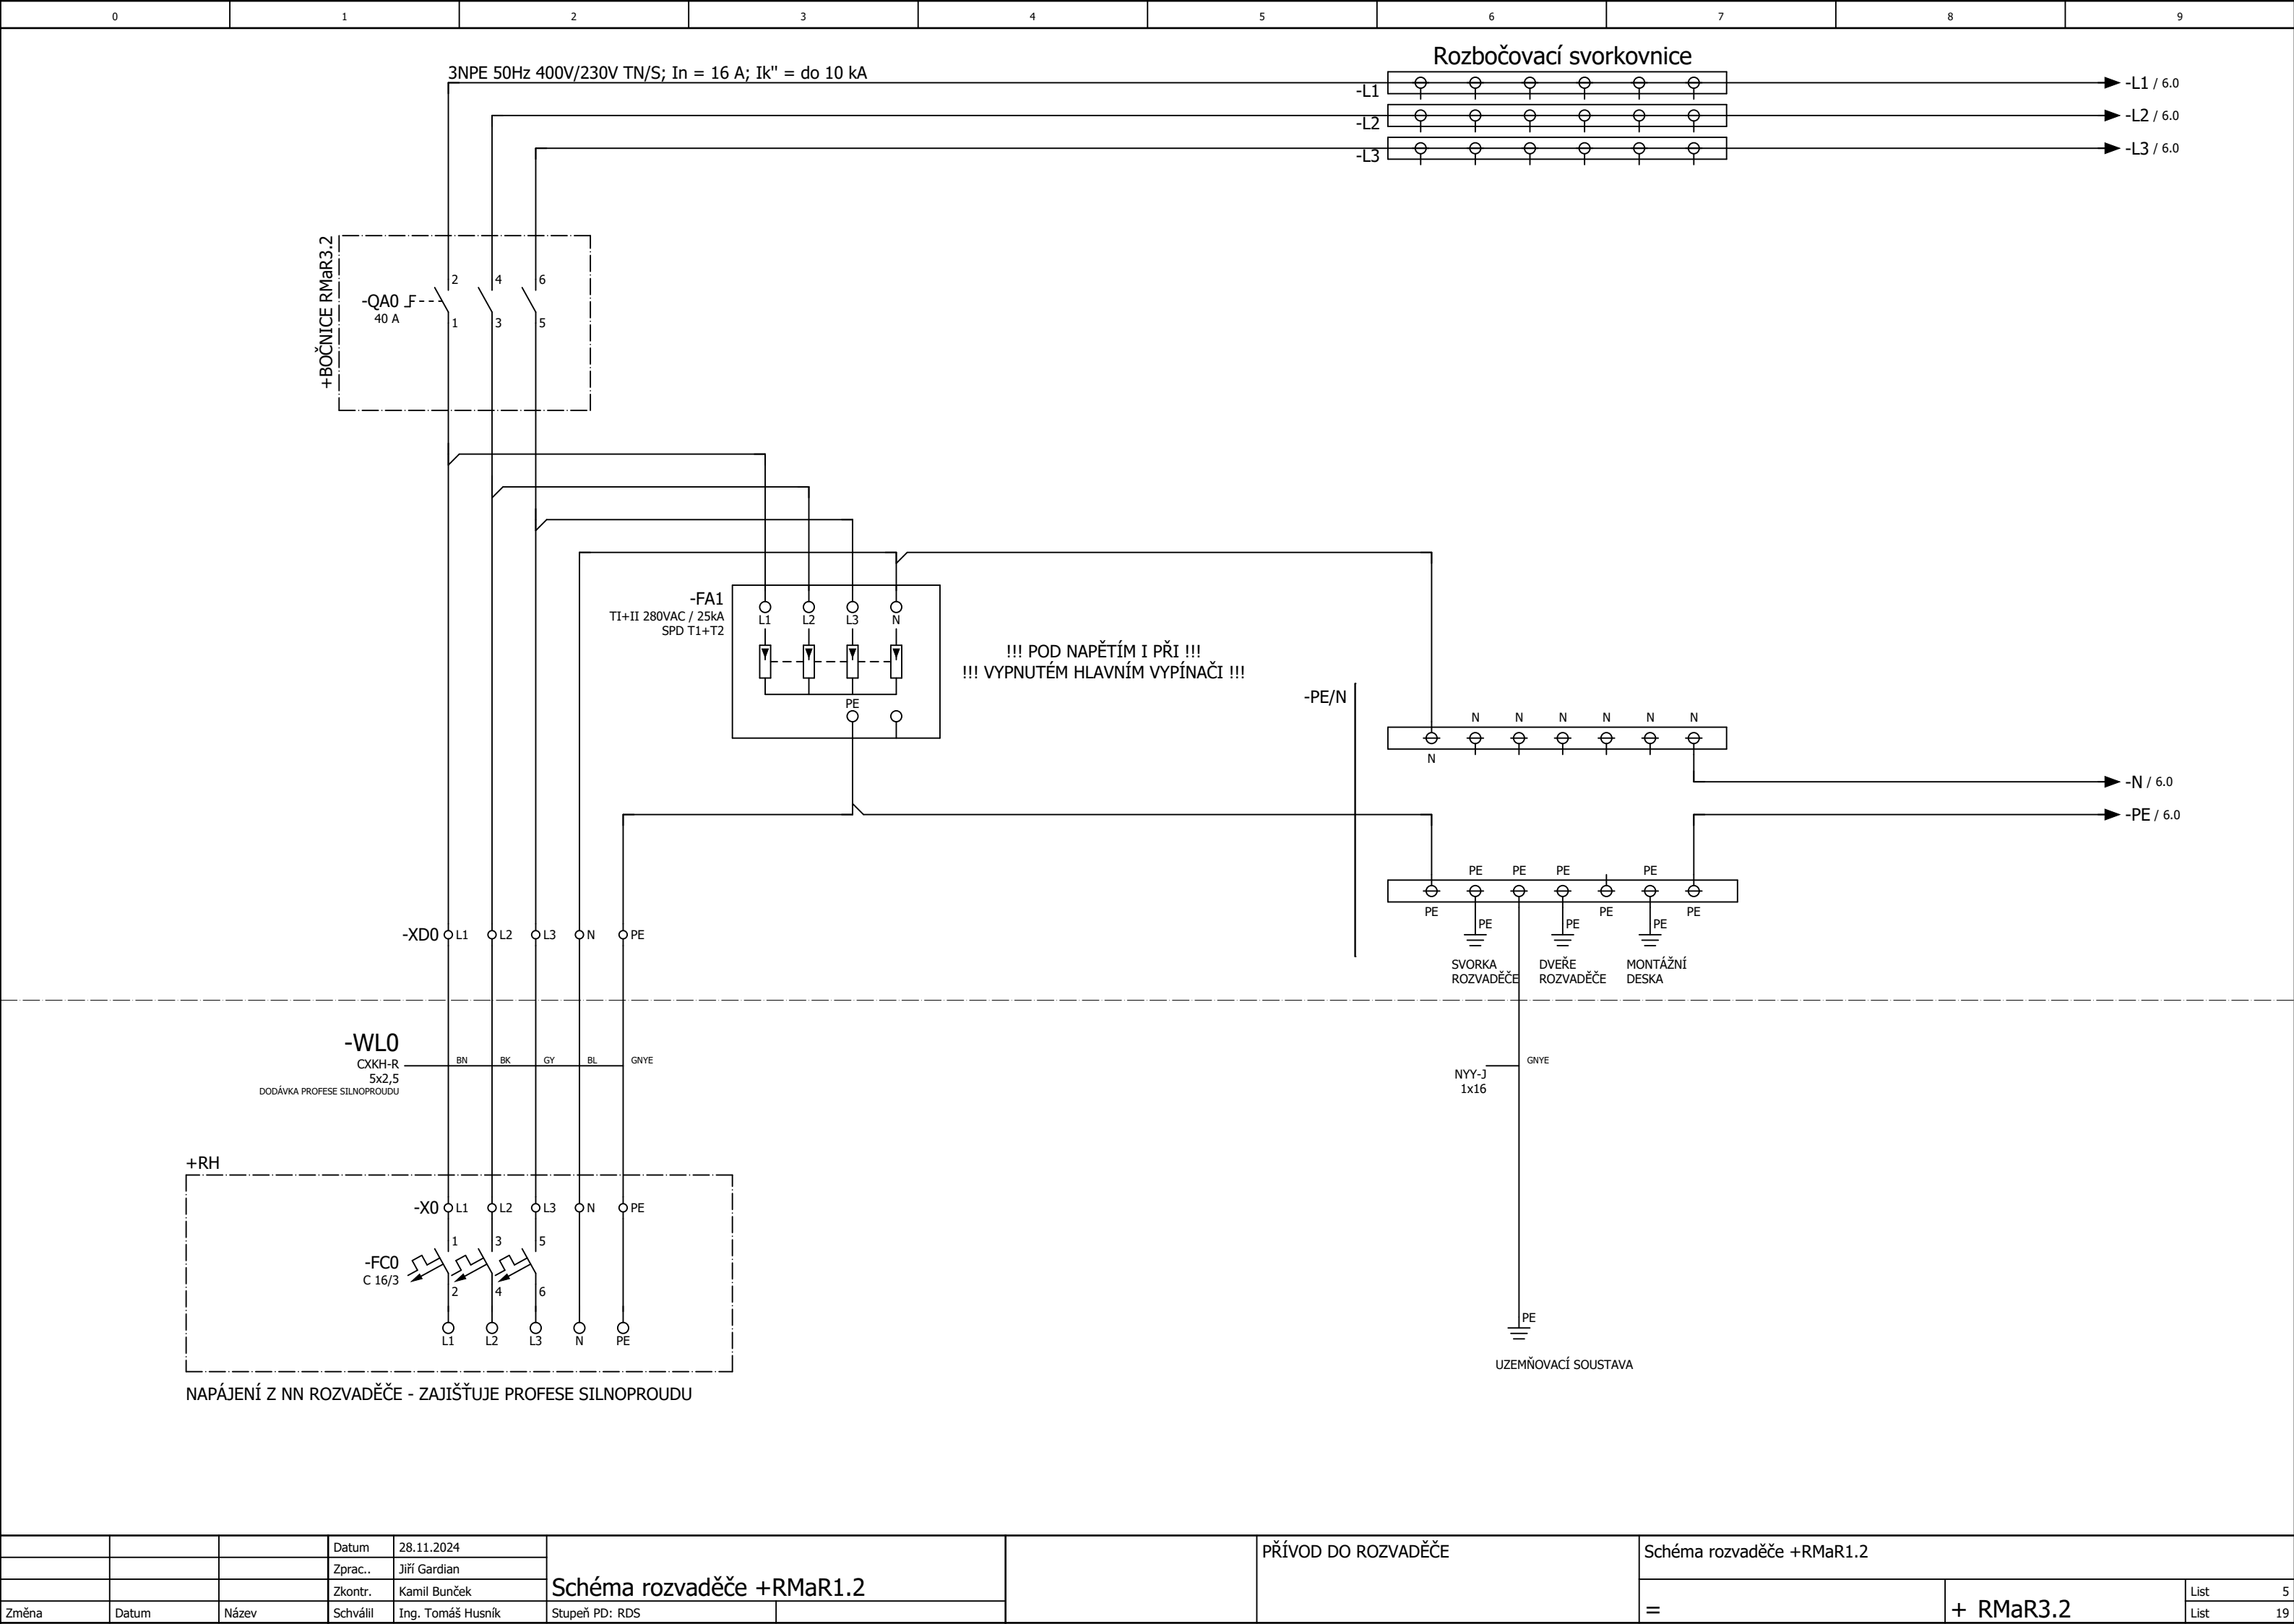 0 1 2 3 4 5 6 7 8 9
Rozbočovací svorkovnice
3NPE 50Hz 400V/230V TN/S; In = 16 A; Ik" = do 10 kA
-L1
-L1 / 6.0
-L2
-L2 / 6.0
-L3
-L3 / 6.0
+BOČNICE RMaR3.2
2 4 6
-QA0
40 A
1 3 5
-FA1
TI+II 280VAC / 25kA
SPD T1+T2
L1 L2 L3 N
PE
!!! POD NAPĚTÍM I PŘI !!!
!!! VYPNUTÉM HLAVNÍM VYPÍNAČI !!!
-PE/N
N N N N N N
N
-N / 6.0
-PE / 6.0
PE PE PE PE
PE PE PE
PE PE PE
SVORKA
ROZVADĚČE
DVEŘE
ROZVADĚČE
MONTÁŽNÍ
DESKA
-XD0 L1 L2 L3 N PE
-WL0
CXKH-R
5x2,5
DODÁVKA PROFESE SILNOPROUDU
BN BK GY BL GNYE
GNYE
NYY-J
1x16
+RH
-X0 L1 L2 L3 N PE
1 3 5
-FC0
C 16/3
2 4 6
L1 L2 L3 N PE
PE
UZEMŇOVACÍ SOUSTAVA
NAPÁJENÍ Z NN ROZVADĚČE - ZAJIŠŤUJE PROFESE SILNOPROUDU
Datum 28.11.2024
Zprac.. Jiří Gardian
Zkontr. Kamil Bunček
Změna Datum Název Schválil Ing. Tomáš Husník
Schéma rozvaděče +RMaR1.2
Stupeň PD: RDS
PŘÍVOD DO ROZVADĚČE
Schéma rozvaděče +RMaR1.2
=
+ RMaR3.2
List 5
List 19